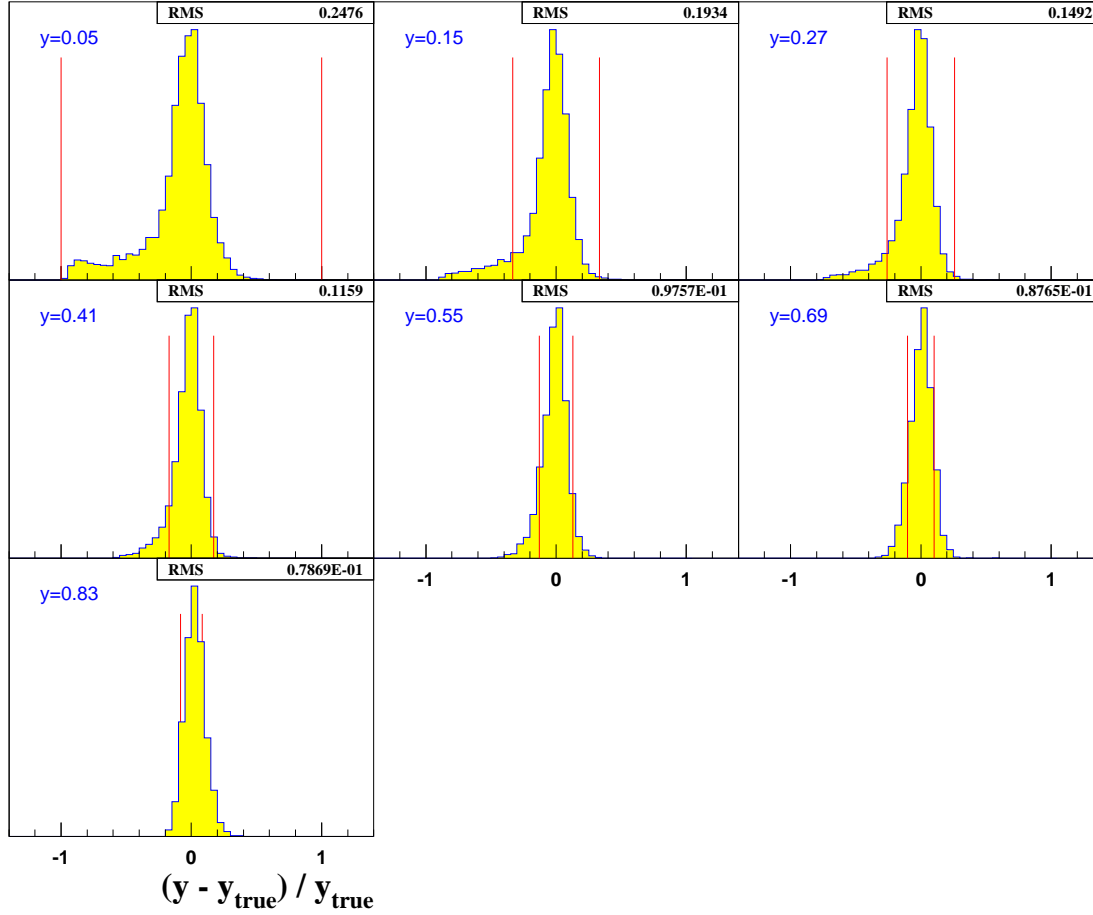 RMS 0.2476
y=0.05
RMS 0.1934
y=0.15
RMS 0.1492
y=0.27
RMS 0.1159
y=0.41
RMS 0.9757E-01
y=0.55
RMS 0.8765E-01
y=0.69
-1 0 1
-1 0 1
RMS 0.7869E-01
y=0.83
-1 0 1
(y - y_true) / y_true